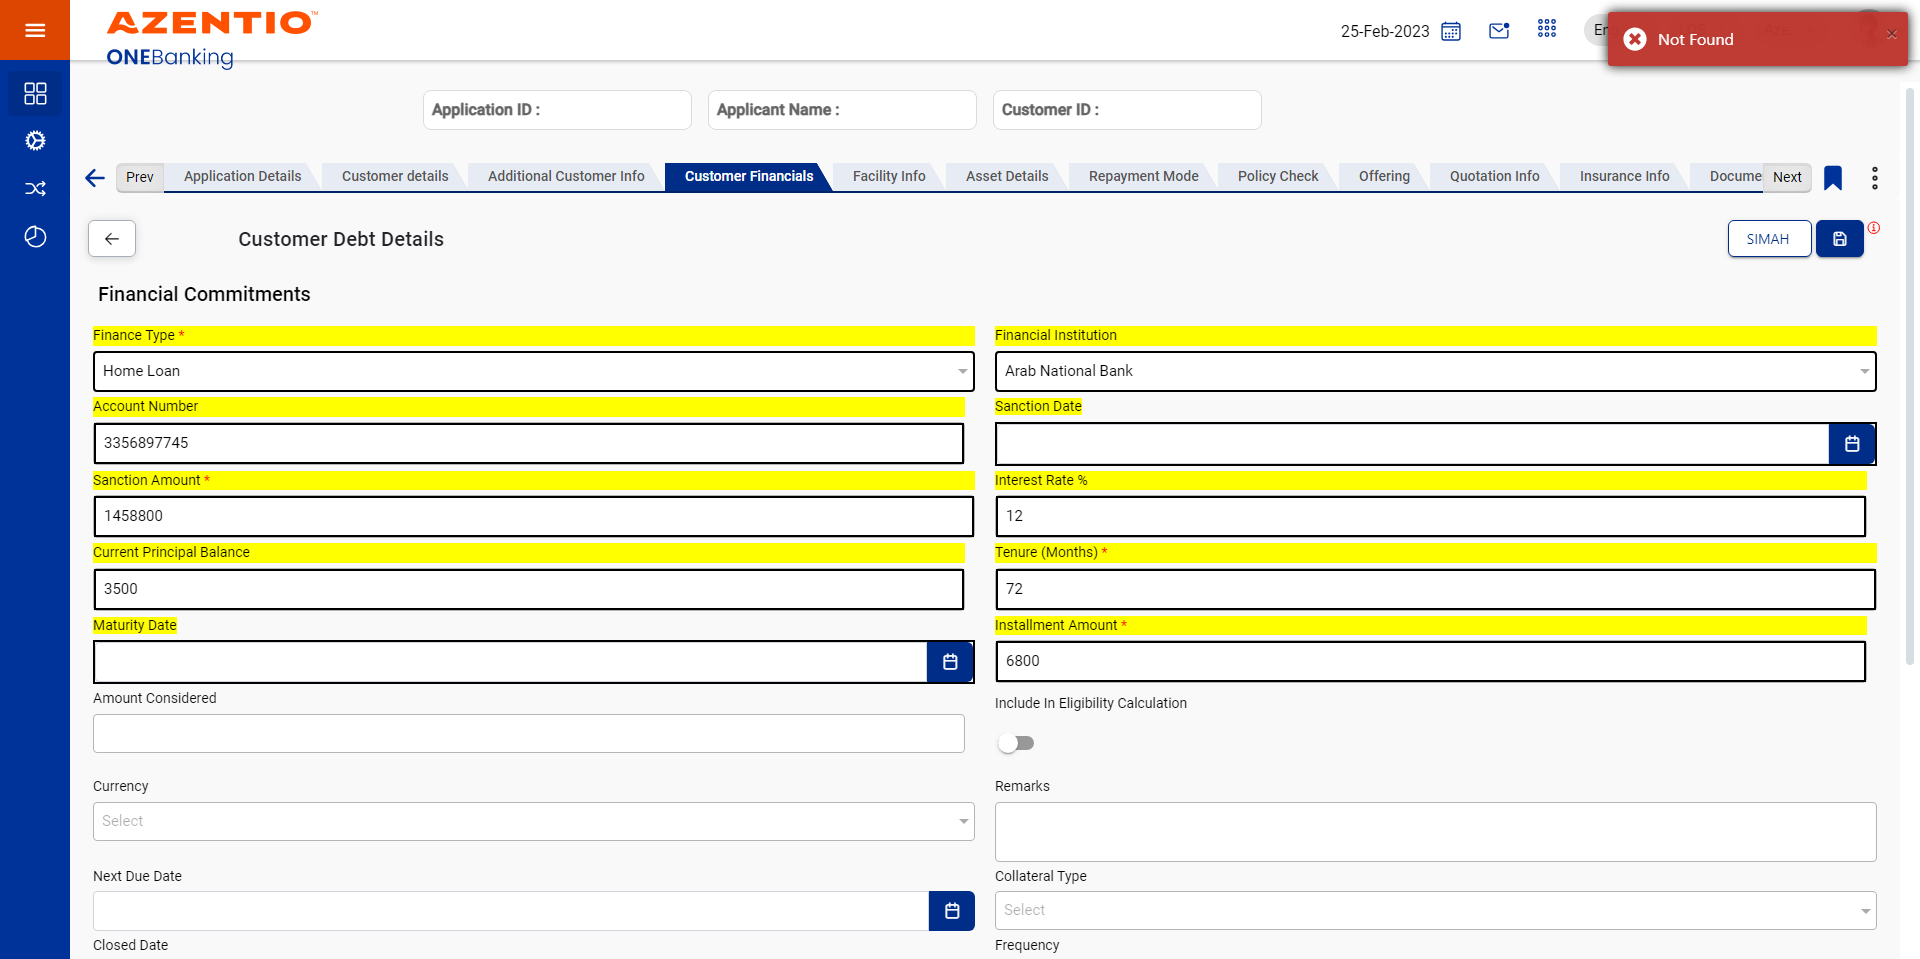 AZENTIO™
ONEBanking
25-Feb-2023
Not Found
Application ID :
Applicant Name :
Customer ID :
Prev
Application Details
Customer details
Additional Customer Info
Customer Financials
Facility Info
Asset Details
Repayment Mode
Policy Check
Offering
Quotation Info
Insurance Info
Docume
Next
Customer Debt Details
SIMAH
Financial Commitments
Finance Type *
Financial Institution
Home Loan
Arab National Bank
Account Number
Sanction Date
3356897745
Sanction Amount *
Interest Rate %
1458800
12
Current Principal Balance
Tenure (Months) *
3500
72
Maturity Date
Installment Amount *
6800
Amount Considered
Include In Eligibility Calculation
Currency
Remarks
Select
Next Due Date
Collateral Type
Select
Closed Date
Frequency